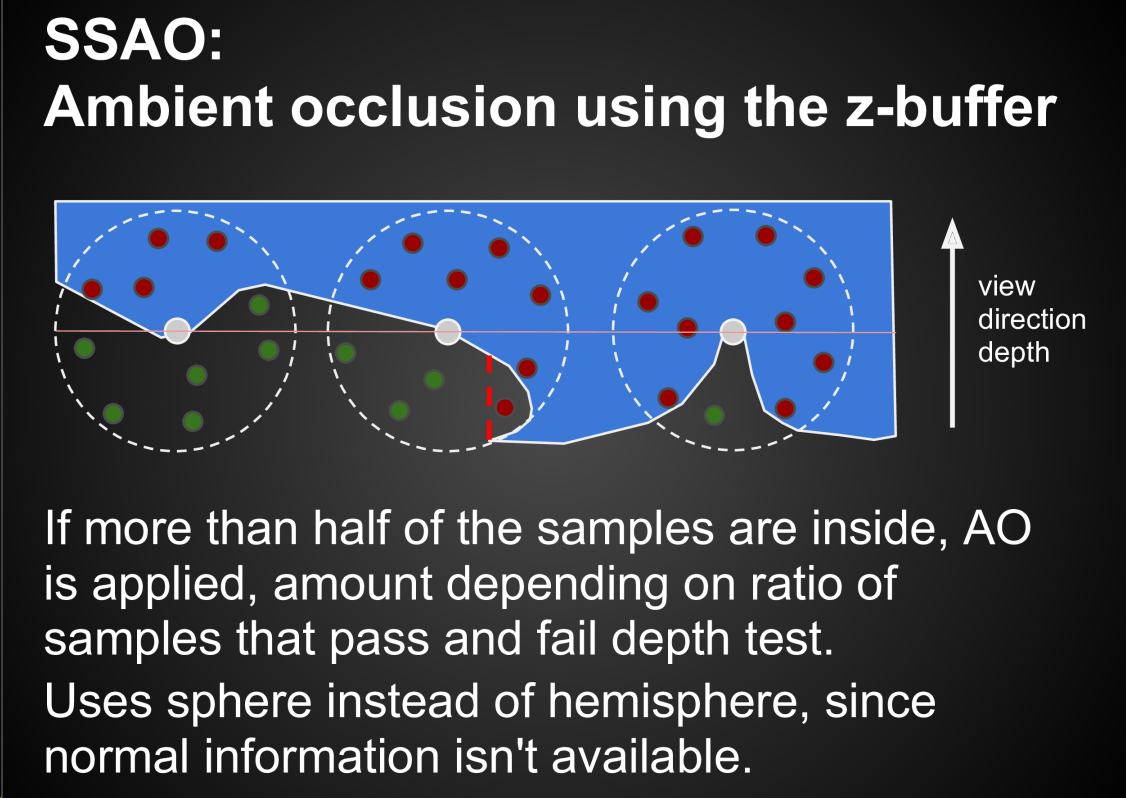 SSAO:
Ambient occlusion using the z-buffer
view
direction
depth
If more than half of the samples are inside, AO
is applied, amount depending on ratio of
samples that pass and fail depth test.
Uses sphere instead of hemisphere, since
normal information isn't available.